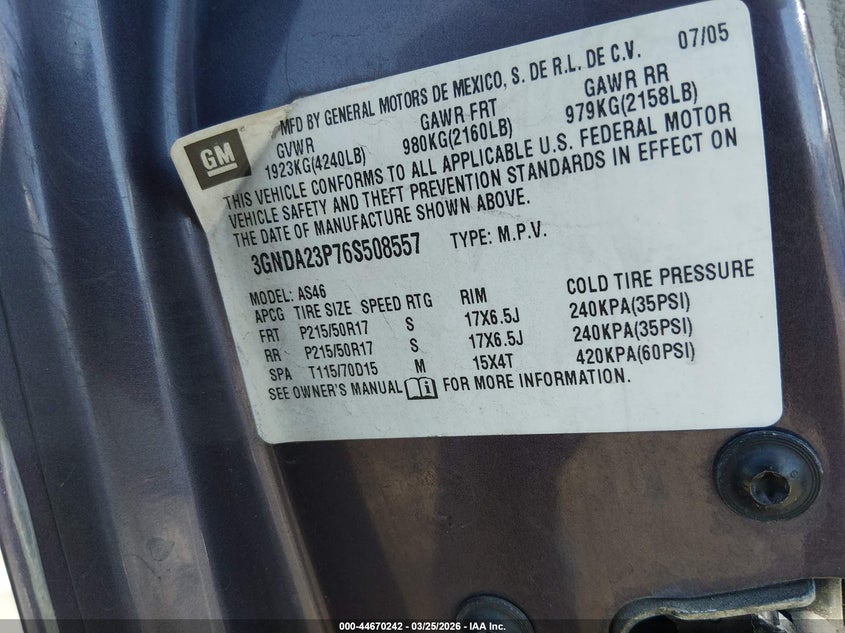 07/05
MFD BY GENERAL MOTORS DE MEXICO, S. DE R.L. DE C.V.
GVWR GAWR FRT GAWR RR
1923KG(4240LB) 980KG(2160LB) 979KG(2158LB)
GM
THIS VEHICLE CONFORMS TO ALL APPLICABLE U.S. FEDERAL MOTOR
VEHICLE SAFETY AND THEFT PREVENTION STANDARDS IN EFFECT ON
THE DATE OF MANUFACTURE SHOWN ABOVE.
3GNDA23P76S508557 TYPE: M.P.V.
MODEL: AS46
APCG TIRE SIZE SPEED RTG RIM COLD TIRE PRESSURE
FRT P215/50R17 S 17X6.5J 240KPA(35PSI)
RR P215/50R17 S 17X6.5J 240KPA(35PSI)
SPA T115/70D15 M 15X4T 420KPA(60PSI)
SEE OWNER'S MANUAL i FOR MORE INFORMATION.
000-44670242 - 03/25/2026 - IAA Inc.